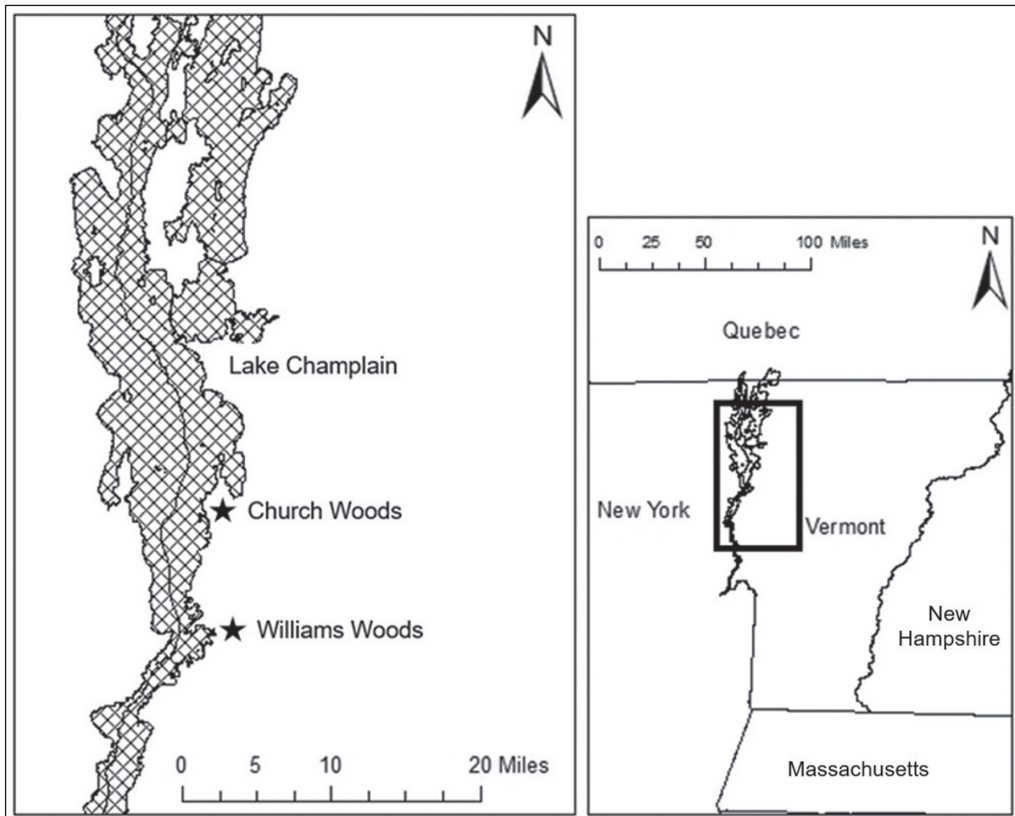 N
Lake Champlain
Church Woods
Williams Woods
0 5 10 20 Miles
0 25 50 100 Miles
N
Quebec
New York
Vermont
New
Hampshire
Massachusetts